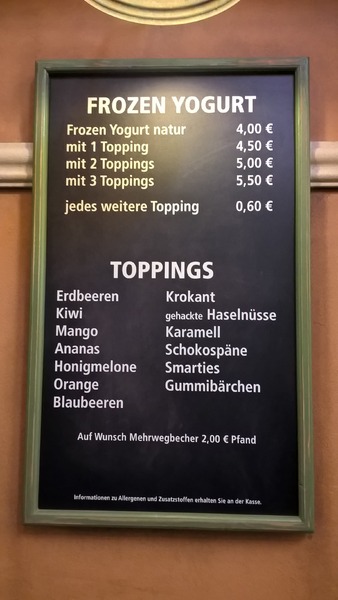 FROZEN YOGURT
Frozen Yogurt natur 4,00 €
mit 1 Topping 4,50 €
mit 2 Toppings 5,00 €
mit 3 Toppings 5,50 €
jedes weitere Topping 0,60 €
TOPPINGS
Erdbeeren Krokant
Kiwi gehackte Haselnüsse
Mango Karamell
Ananas Schokospäne
Honigmelone Smarties
Orange Gummibärchen
Blaubeeren
Auf Wunsch Mehrwegbecher 2,00 € Pfand
Informationen zu Allergenen und Zusatzstoffen erhalten Sie an der Kasse.